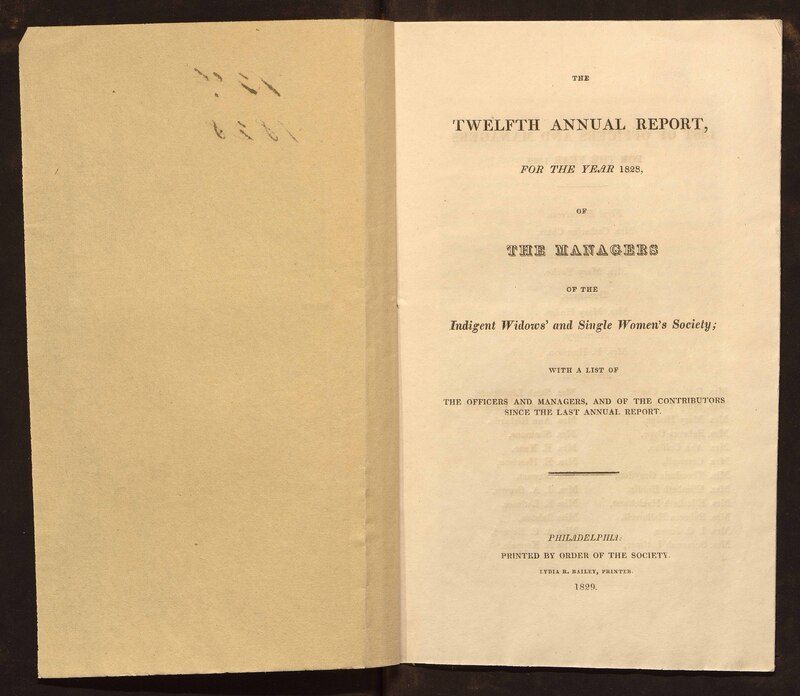 THE
TWELFTH ANNUAL REPORT,
FOR THE YEAR 1828,
OF
THE MANAGERS
OF THE
Indigent Widows' and Single Women's Society;
WITH A LIST OF
THE OFFICERS AND MANAGERS, AND OF THE CONTRIBUTORS
SINCE THE LAST ANNUAL REPORT.
PHILADELPHIA:
PRINTED BY ORDER OF THE SOCIETY.
LYDIA R. BAILEY, PRINTER.
1829.